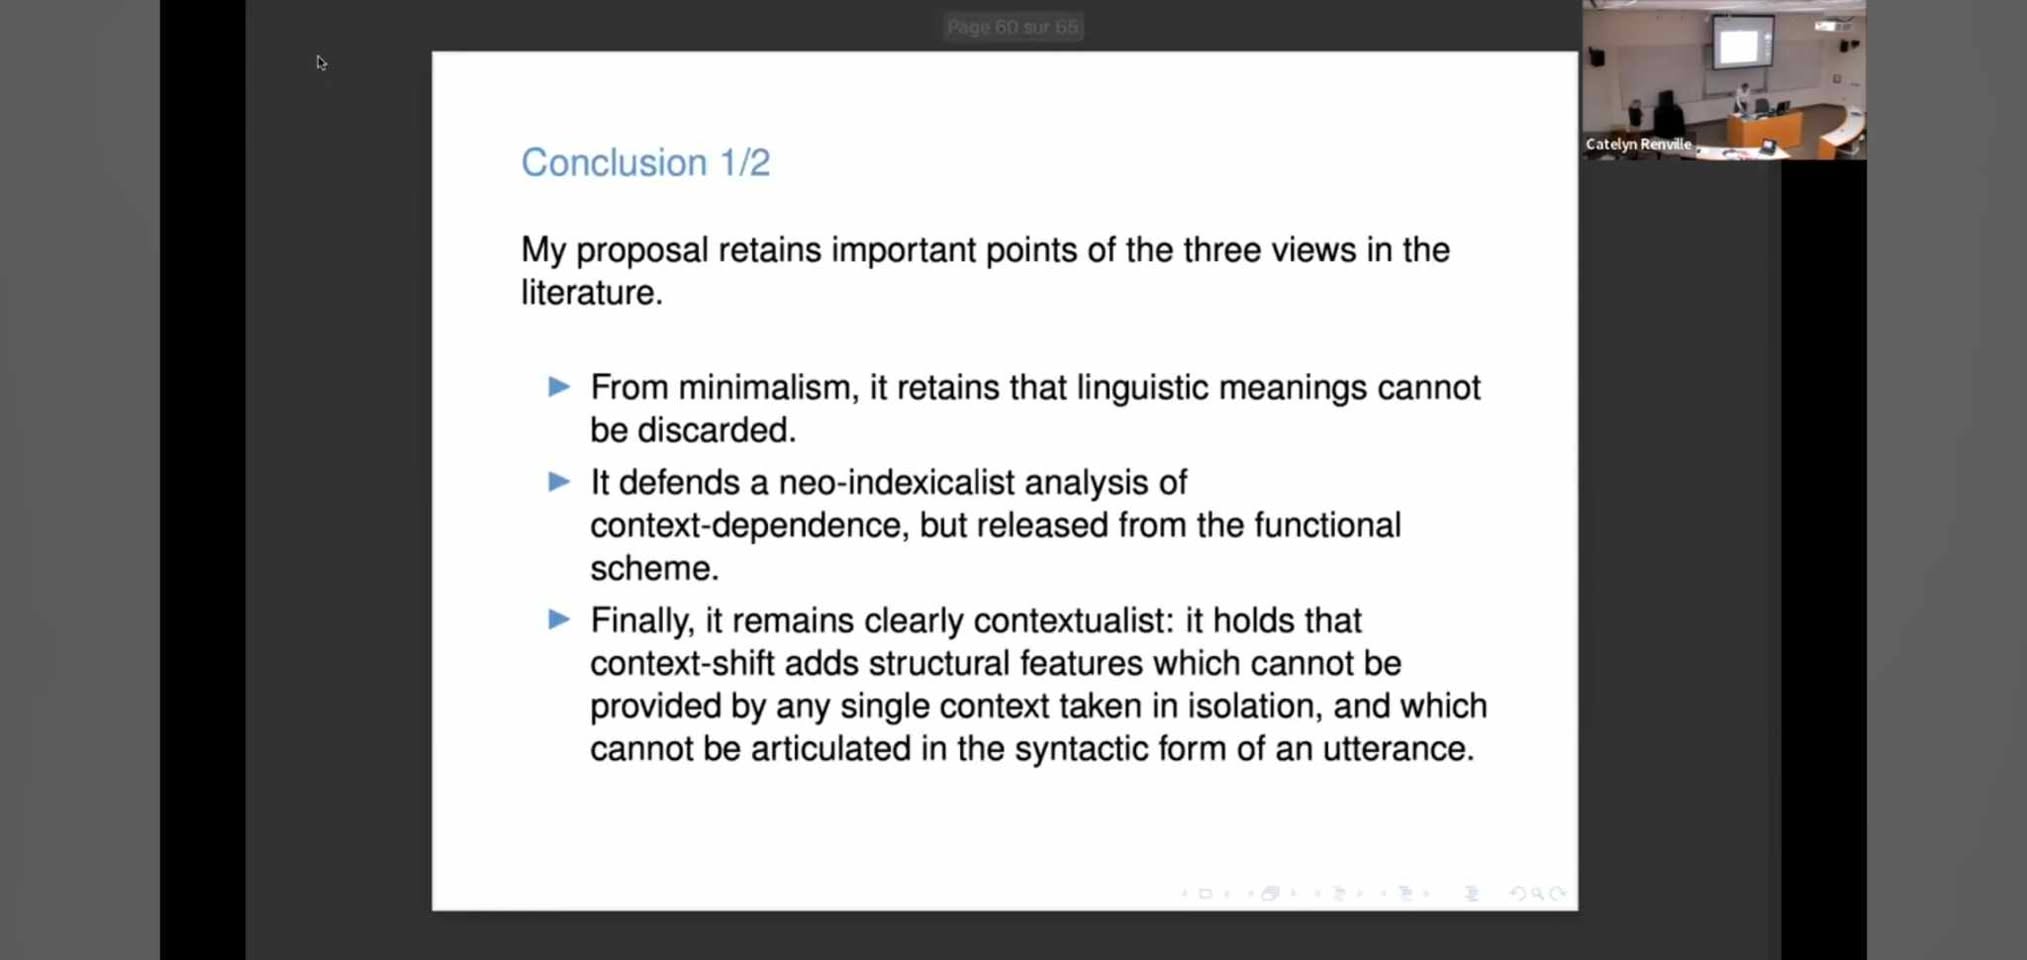 Page 60 sur 65
Catelyn Renville
Conclusion 1/2
My proposal retains important points of the three views in the
literature.
From minimalism, it retains that linguistic meanings cannot
be discarded.
It defends a neo-indexicalist analysis of
context-dependence, but released from the functional
scheme.
Finally, it remains clearly contextualist: it holds that
context-shift adds structural features which cannot be
provided by any single context taken in isolation, and which
cannot be articulated in the syntactic form of an utterance.